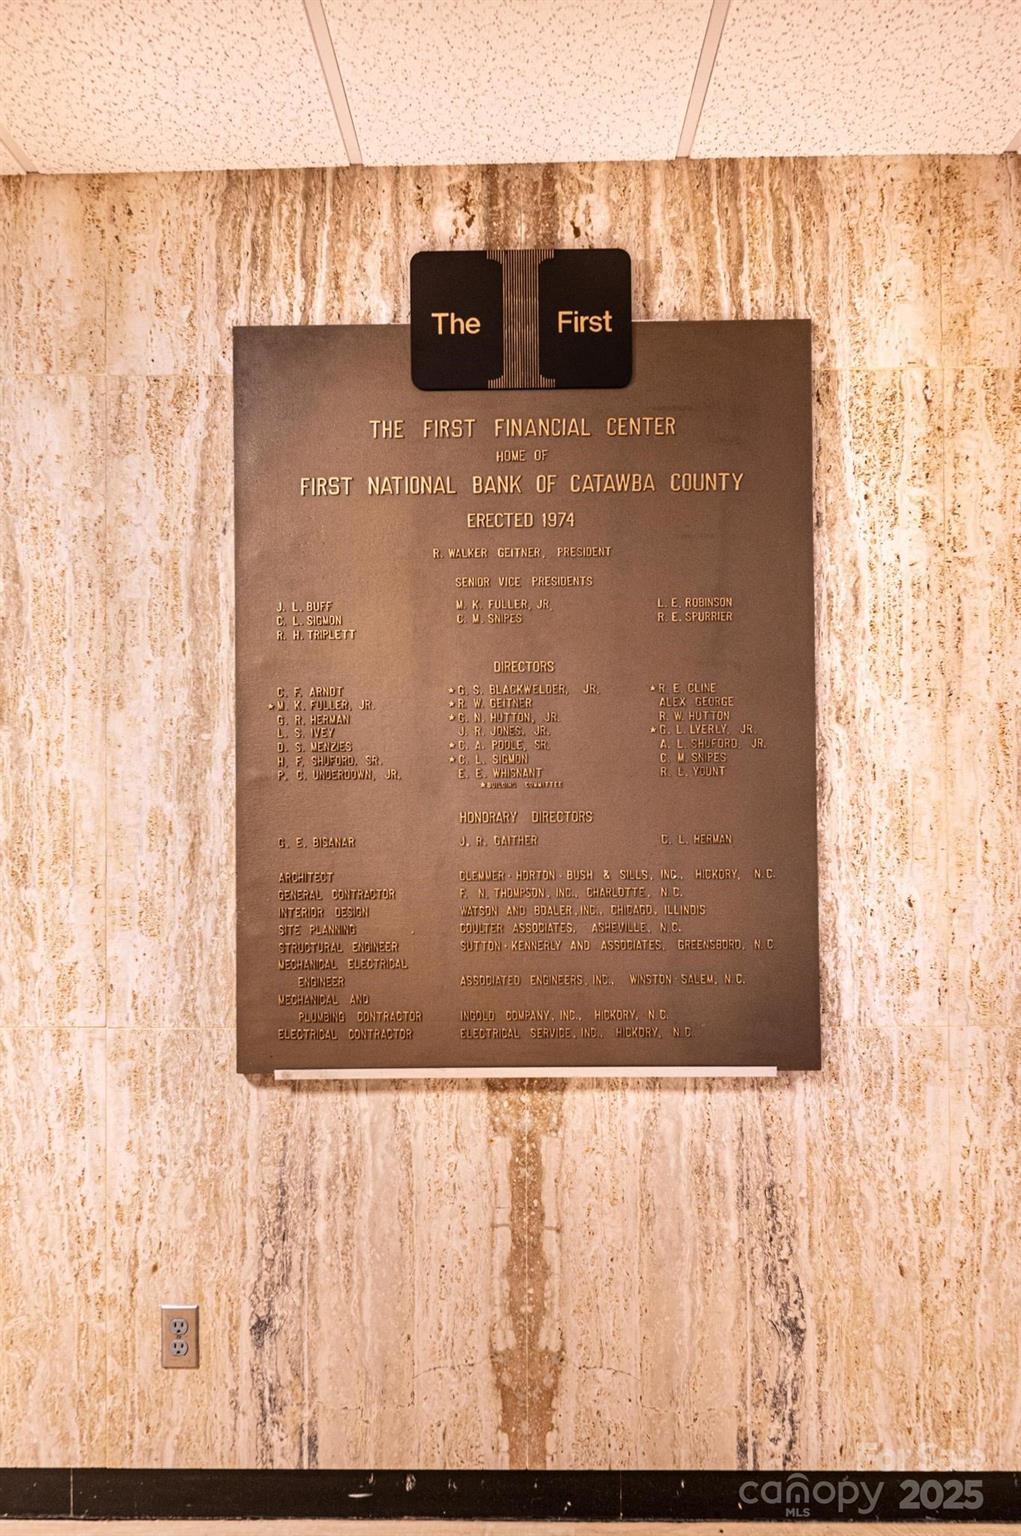 The First
THE FIRST FINANCIAL CENTER
HOME OF
FIRST NATIONAL BANK OF CATAWBA COUNTY
ERECTED 1974
R. WALKER GEITNER, PRESIDENT
SENIOR VICE PRESIDENTS
J. L. BUFF M. K. FULLER, JR. L. E. ROBINSON
C. L. SIGMON C. M. SNIPES R. E. SPURRIER
R. H. TRIPLETT
DIRECTORS
C. F. ARNDT ★G. S. BLACKWELDER, JR. ★R. E. CLINE
★M. K. FULLER, JR. ★R. W. GEITNER ALEX GEORGE
G. R. HERMAN ★G. N. HUTTON, JR. R. W. HUTTON
L. S. IVEY J. R. JONES, JR. ★G. L. LYERLY, JR.
D. S. MENZIES ★C. A. POOLE, SR. A. L. SHUFORD, JR.
H. F. SHUFORD, SR. ★C. L. SIGMON C. M. SNIPES
P. C. UNDERDOWN, JR. E. E. WHISNANT R. L. YOUNT
★BUILDING COMMITTEE
HONORARY DIRECTORS
G. E. BISANAR J. R. GAITHER C. L. HERMAN
ARCHITECT CLEMMER·HORTON·BUSH & SILLS, INC., HICKORY, N.C.
GENERAL CONTRACTOR F. N. THOMPSON, INC., CHARLOTTE, N.C.
INTERIOR DESIGN WATSON AND BOALER, INC., CHICAGO, ILLINOIS
SITE PLANNING COULTER ASSOCIATES, ASHEVILLE, N.C.
STRUCTURAL ENGINEER SUTTON·KENNERLY AND ASSOCIATES, GREENSBORO, N.C.
MECHANICAL ELECTRICAL
ENGINEER ASSOCIATED ENGINEERS, INC., WINSTON-SALEM, N.C.
MECHANICAL AND
PLUMBING CONTRACTOR INGOLD COMPANY, INC., HICKORY, N.C.
ELECTRICAL CONTRACTOR ELECTRICAL SERVICE, INC., HICKORY, N.C.
For Sale
canopy 2025
MLS